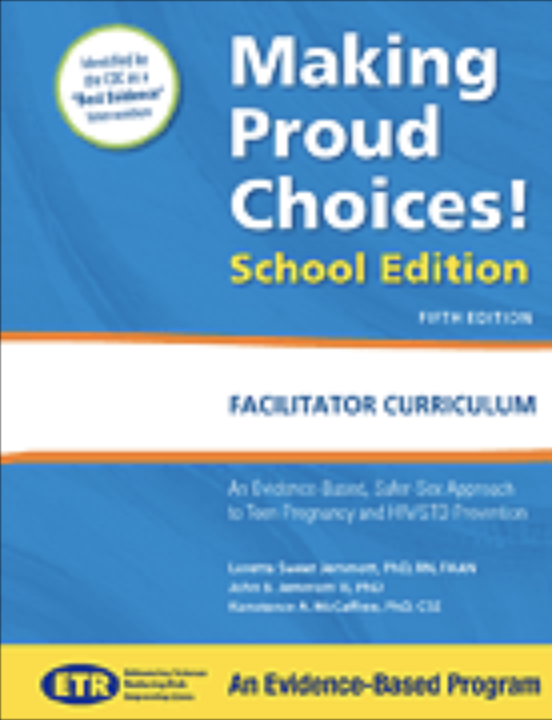 Identified by
the CDC as a
"Best Evidence"
Intervention
Making
Proud
Choices!
School Edition
FIFTH EDITION
FACILITATOR CURRICULUM
An Evidence-Based, Safer-Sex Approach
to Teen Pregnancy and HIV/STD Prevention
Loretta Sweet Jemmott, PhD, RN, FAAN
John B. Jemmott III, PhD
Konstance A. McCaffree, PhD, CSE
ETR
An Evidence-Based Program